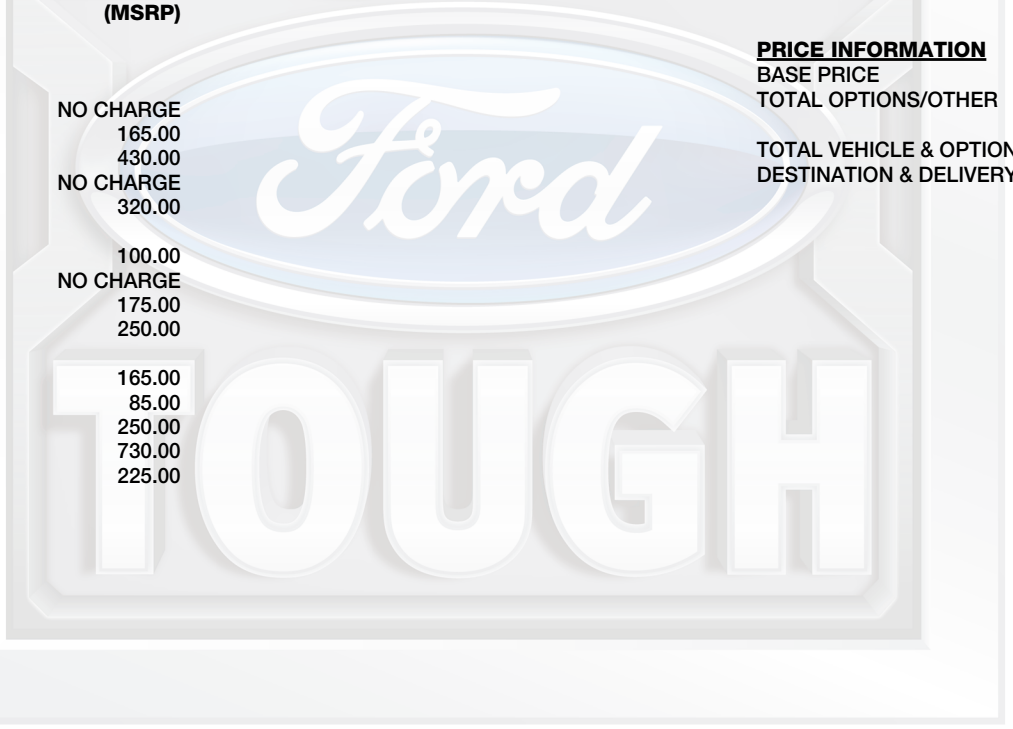 (MSRP)
NO CHARGE
165.00
430.00
NO CHARGE
320.00
100.00
NO CHARGE
175.00
250.00
165.00
85.00
250.00
730.00
225.00
PRICE INFORMATION
BASE PRICE
TOTAL OPTIONS/OTHER
TOTAL VEHICLE & OPTION
DESTINATION & DELIVERY
Ford
TOUGH